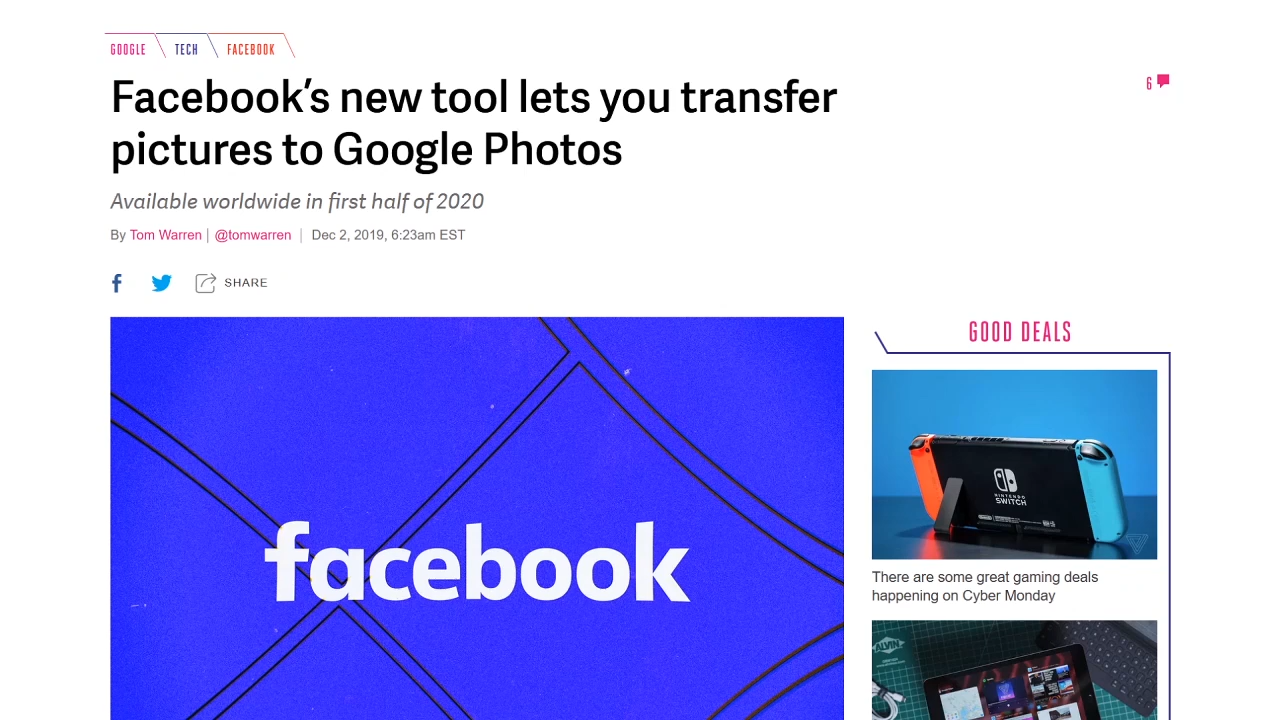 GOOGLE TECH FACEBOOK
Facebook’s new tool lets you transfer
pictures to Google Photos
6
Available worldwide in first half of 2020
By Tom Warren | @tomwarren | Dec 2, 2019, 6:23am EST
SHARE
GOOD DEALS
facebook
NINTENDO
SWITCH
There are some great gaming deals
happening on Cyber Monday
ALVIN